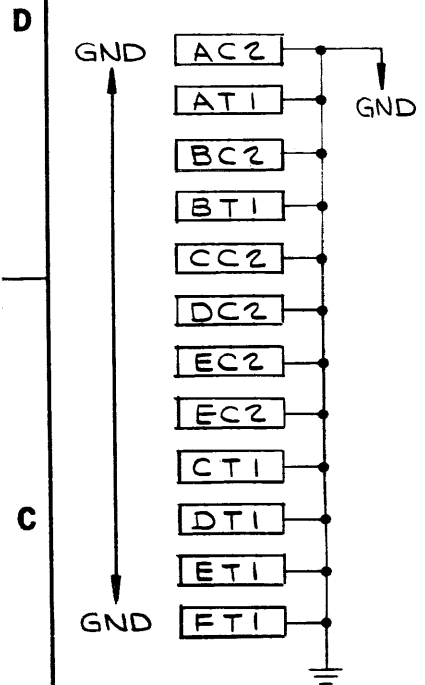 D
GND
AC2
GND
AT1
BC2
BT1
CC2
DC2
EC2
EC2
CT1
C
DT1
ET1
GND
FT1